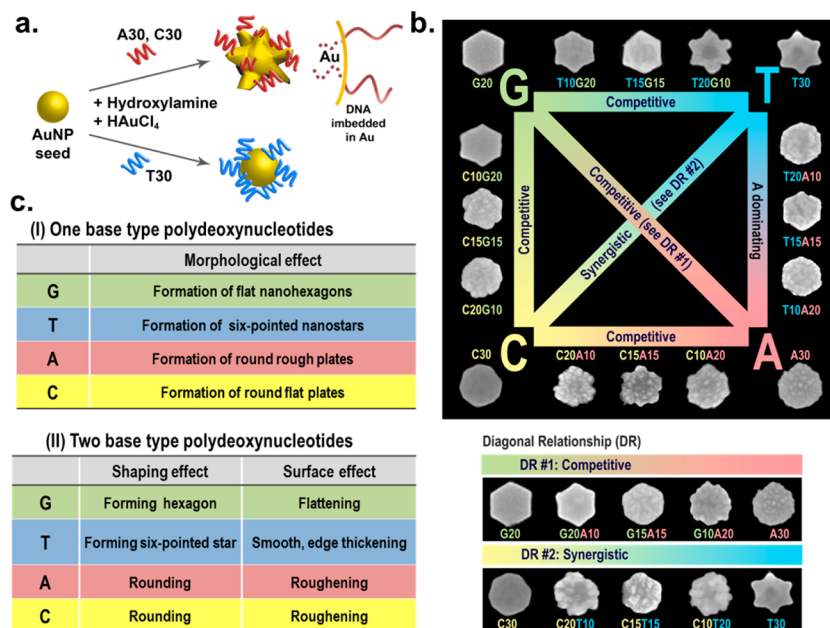 a.
A30, C30
+ Hydroxylamine
+ HAuCl4
AuNP
seed
T30
Au
DNA
imbedded
in Au
b.
G20
T10G20
T15G15
T20G10
T30
G
T
Competitive
C10G20
C15G15
C20G10
Competitive
Competitive (see DR #1)
Synergistic (see DR #2)
A dominating
T20A10
T15A15
T10A20
Competitive
C
A
C30
C20A10
C15A15
C10A20
A30
c.
(I) One base type polydeoxynucleotides
Morphological effect
G Formation of flat nanohexagons
T Formation of six-pointed nanostars
A Formation of round rough plates
C Formation of round flat plates
(II) Two base type polydeoxynucleotides
Shaping effect Surface effect
G Forming hexagon Flattening
T Forming six-pointed star Smooth, edge thickening
A Rounding Roughening
C Rounding Roughening
Diagonal Relationship (DR)
DR #1: Competitive
G20 G20A10 G15A15 G10A20 A30
DR #2: Synergistic
C30 C20T10 C15T15 C10T20 T30